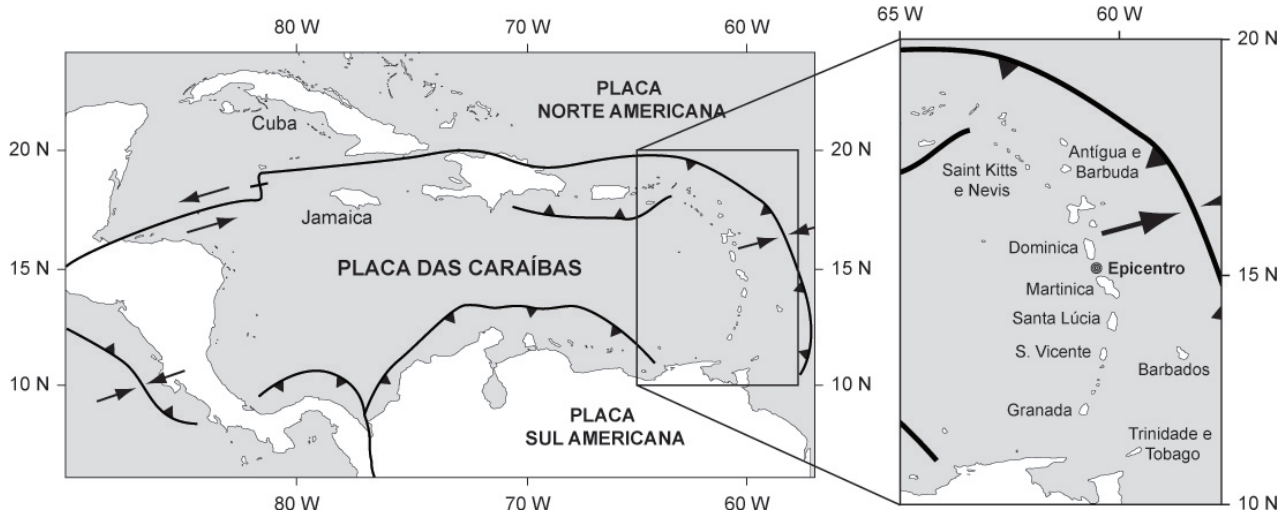 80 W
70 W
60 W
65 W
60 W
20 N
20 N
20 N
15 N
15 N
15 N
10 N
10 N
10 N
80 W
70 W
60 W
Cuba
PLACA
NORTE AMERICANA
Jamaica
PLACA DAS CARAÍBAS
PLACA
SUL AMERICANA
Saint Kitts
e Nevis
Antígua e
Barbuda
Dominica
Epicentro
Martinica
Santa Lúcia
S. Vicente
Barbados
Granada
Trinidade e
Tobago